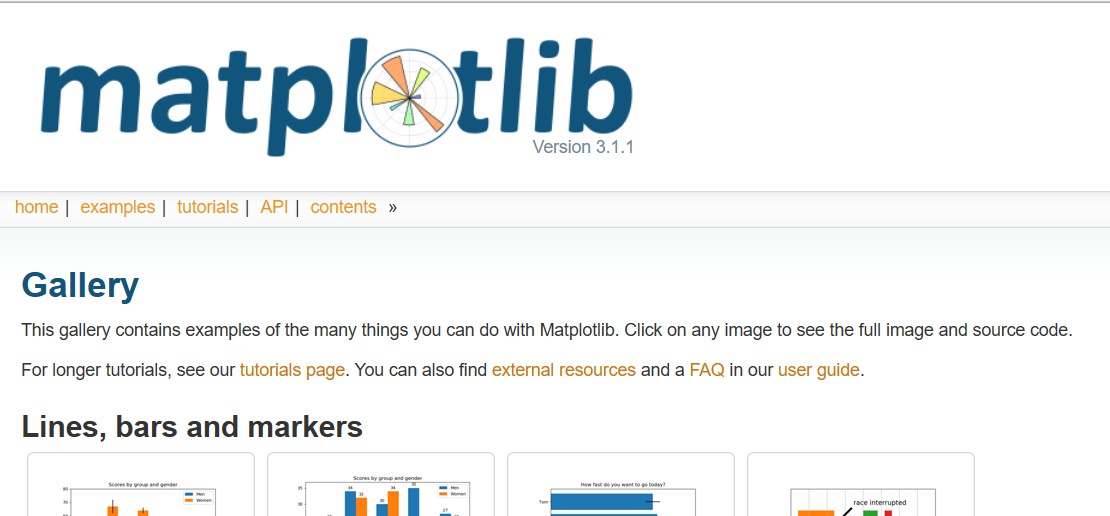 matplotlib
Version 3.1.1
home | examples | tutorials | API | contents »
Gallery
This gallery contains examples of the many things you can do with Matplotlib. Click on any image to see the full image and source code.
For longer tutorials, see our tutorials page. You can also find external resources and a FAQ in our user guide.
Lines, bars and markers
Scores by group and gender
80
70
Men
Women
Scores by group and gender
35
30
34
32
30
34
35
27
Men
Women
How fast do you want to go today?
Tom
race interrupted